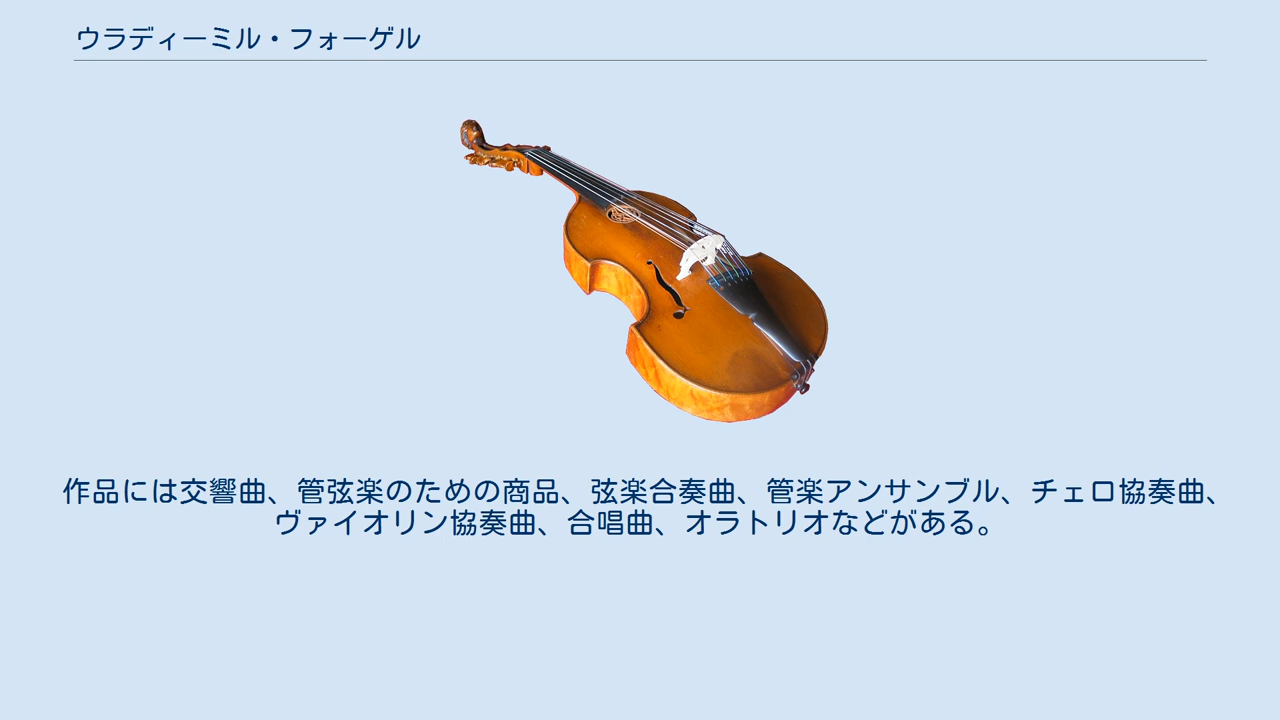 ウラディーミル・フォーゲル
作品には交響曲、管弦楽のための商品、弦楽合奏曲、管楽アンサンブル、チェロ協奏曲、
ヴァイオリン協奏曲、合唱曲、オラトリオなどがある。